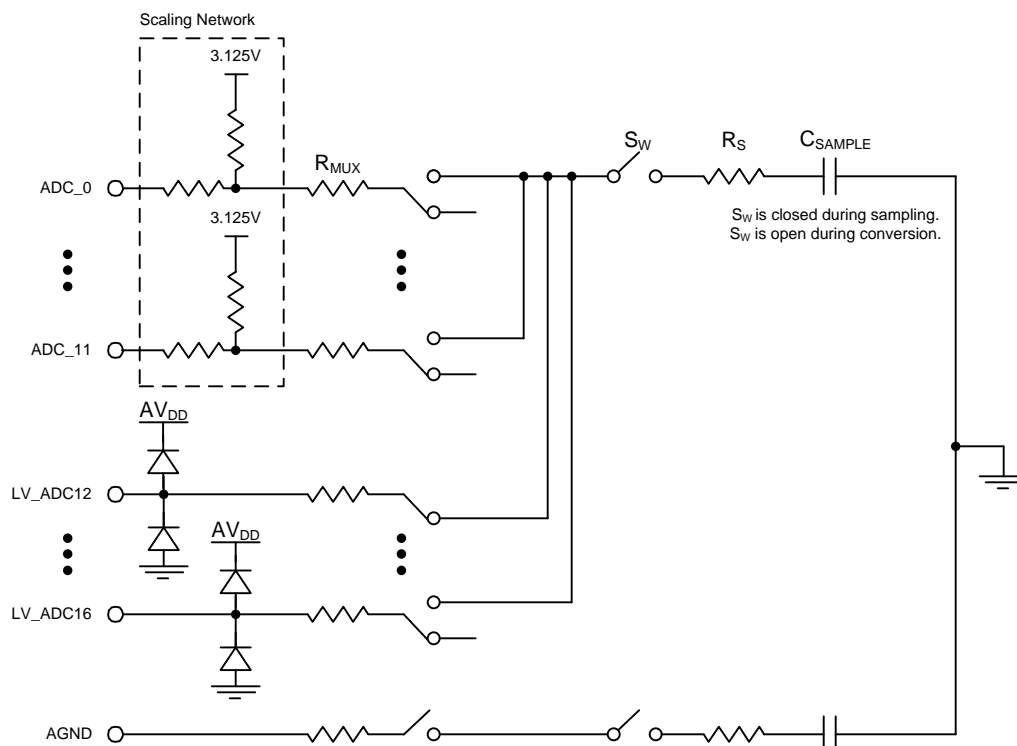 Scaling Network
3.125V
R_MUX
S_W
R_S
C_SAMPLE
ADC_0
3.125V
S_W is closed during sampling.
S_W is open during conversion.
ADC_11
AV_DD
LV_ADC12
AV_DD
LV_ADC16
AGND